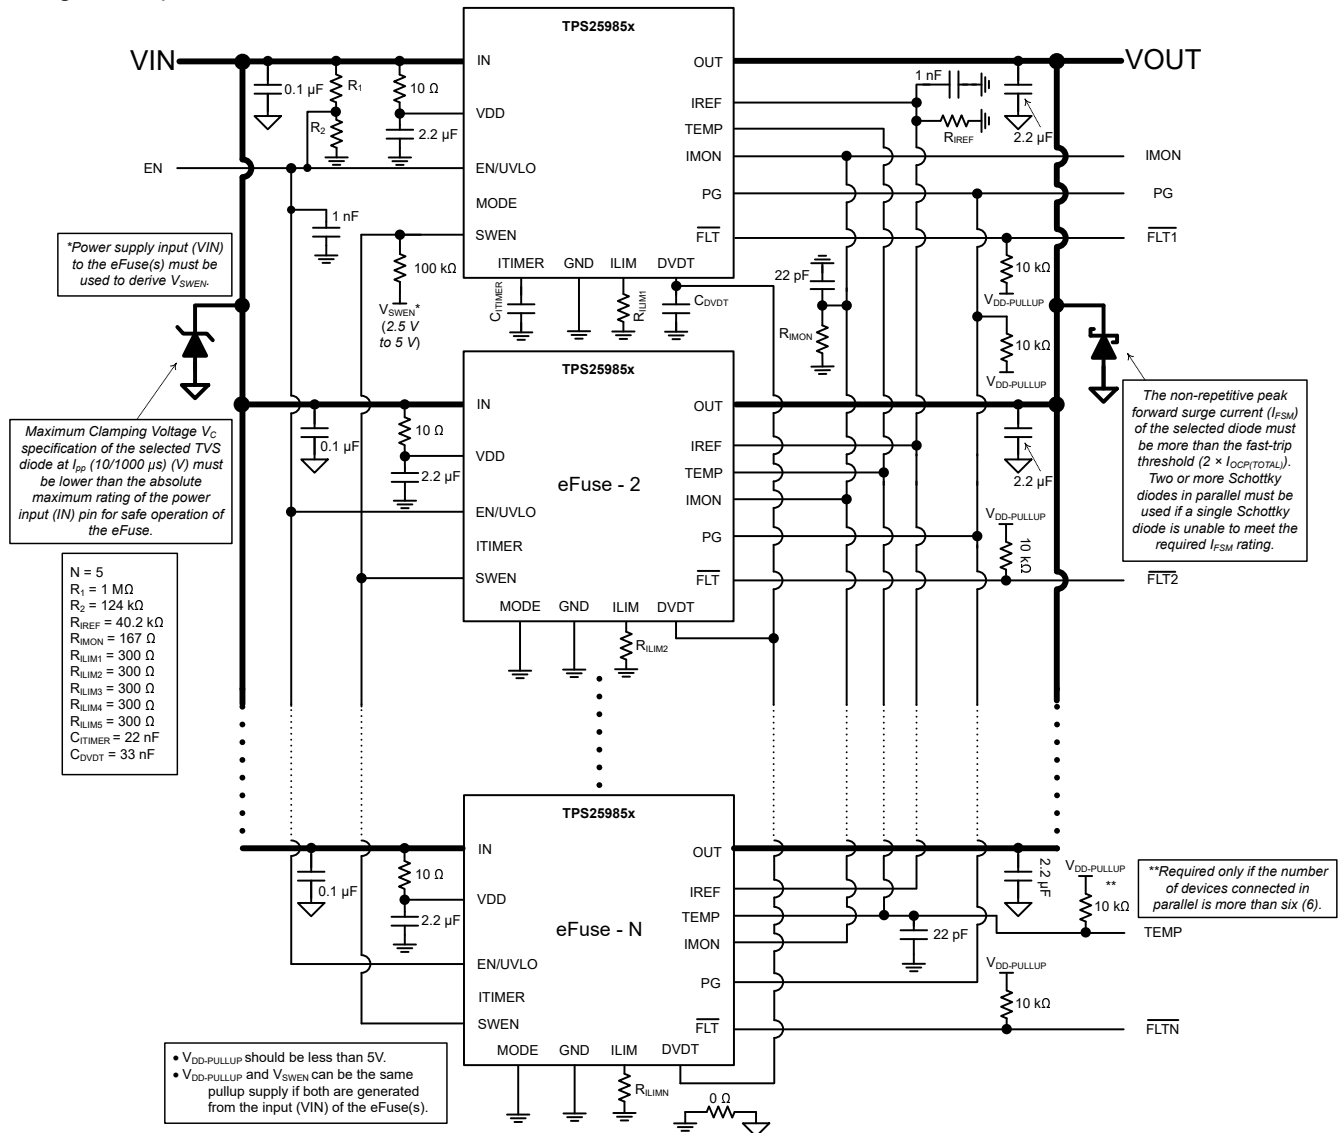 TPS25985x
VIN
VOUT
IN
OUT
0.1 µF
R1
10 Ω
1 nF
IREF
VDD
R2
2.2 µF
TEMP
RIREF
2.2 µF
EN
EN/UVLO
IMON
IMON
MODE
PG
PG
1 nF
SWEN
FLT
FLT1
*Power supply input (VIN)
to the eFuse(s) must be
used to derive VSWEN.
100 kΩ
ITIMER
GND
ILIM
DVDT
22 pF
10 kΩ
VDD-PULLUP
VSWEN*
(2.5 V
to 5 V)
CITIMER
RILIM1
CDVDT
RIMON
10 kΩ
VDD-PULLUP
TPS25985x
IN
OUT
0.1 µF
10 Ω
IREF
VDD
2.2 µF
TEMP
2.2 µF
eFuse - 2
IMON
EN/UVLO
PG
VDD-PULLUP
10 kΩ
ITIMER
SWEN
FLT
FLT2
MODE
GND
ILIM
DVDT
RILIM2
Maximum Clamping Voltage VC
specification of the selected TVS
diode at Ipp (10/1000 µs) (V) must
be lower than the absolute
maximum rating of the power
input (IN) pin for safe operation of
the eFuse.
The non-repetitive peak
forward surge current (IFSM)
of the selected diode must
be more than the fast-trip
threshold (2 × IOCP(TOTAL)).
Two or more Schottky
diodes in parallel must be
used if a single Schottky
diode is unable to meet the
required IFSM rating.
N = 5
R1 = 1 MΩ
R2 = 124 kΩ
RIREF = 40.2 kΩ
RIMON = 167 Ω
RILIM1 = 300 Ω
RILIM2 = 300 Ω
RILIM3 = 300 Ω
RILIM4 = 300 Ω
RILIM5 = 300 Ω
CITIMER = 22 nF
CDVDT = 33 nF
TPS25985x
IN
OUT
0.1 µF
10 Ω
2.2 µF
VDD-PULLUP
**
10 kΩ
**Required only if the number
of devices connected in
parallel is more than six (6).
IREF
VDD
2.2 µF
TEMP
TEMP
eFuse - N
IMON
22 pF
EN/UVLO
PG
VDD-PULLUP
10 kΩ
ITIMER
SWEN
FLT
FLTN
MODE
GND
ILIM
DVDT
RILIMN
0 Ω
• VDD-PULLUP should be less than 5V.
• VDD-PULLUP and VSWEN can be the same
pullup supply if both are generated
from the input (VIN) of the eFuse(s).